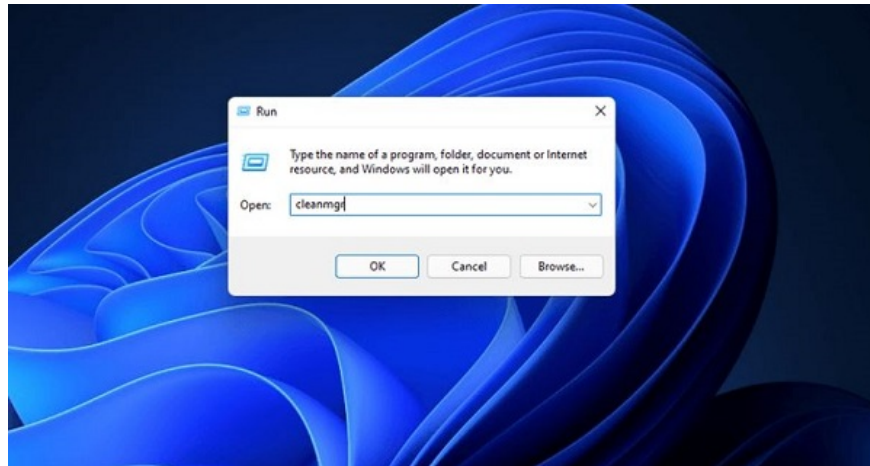 Run
Type the name of a program, folder, document or Internet
resource, and Windows will open it for you.
Open: cleanmgr
OK Cancel Browse...